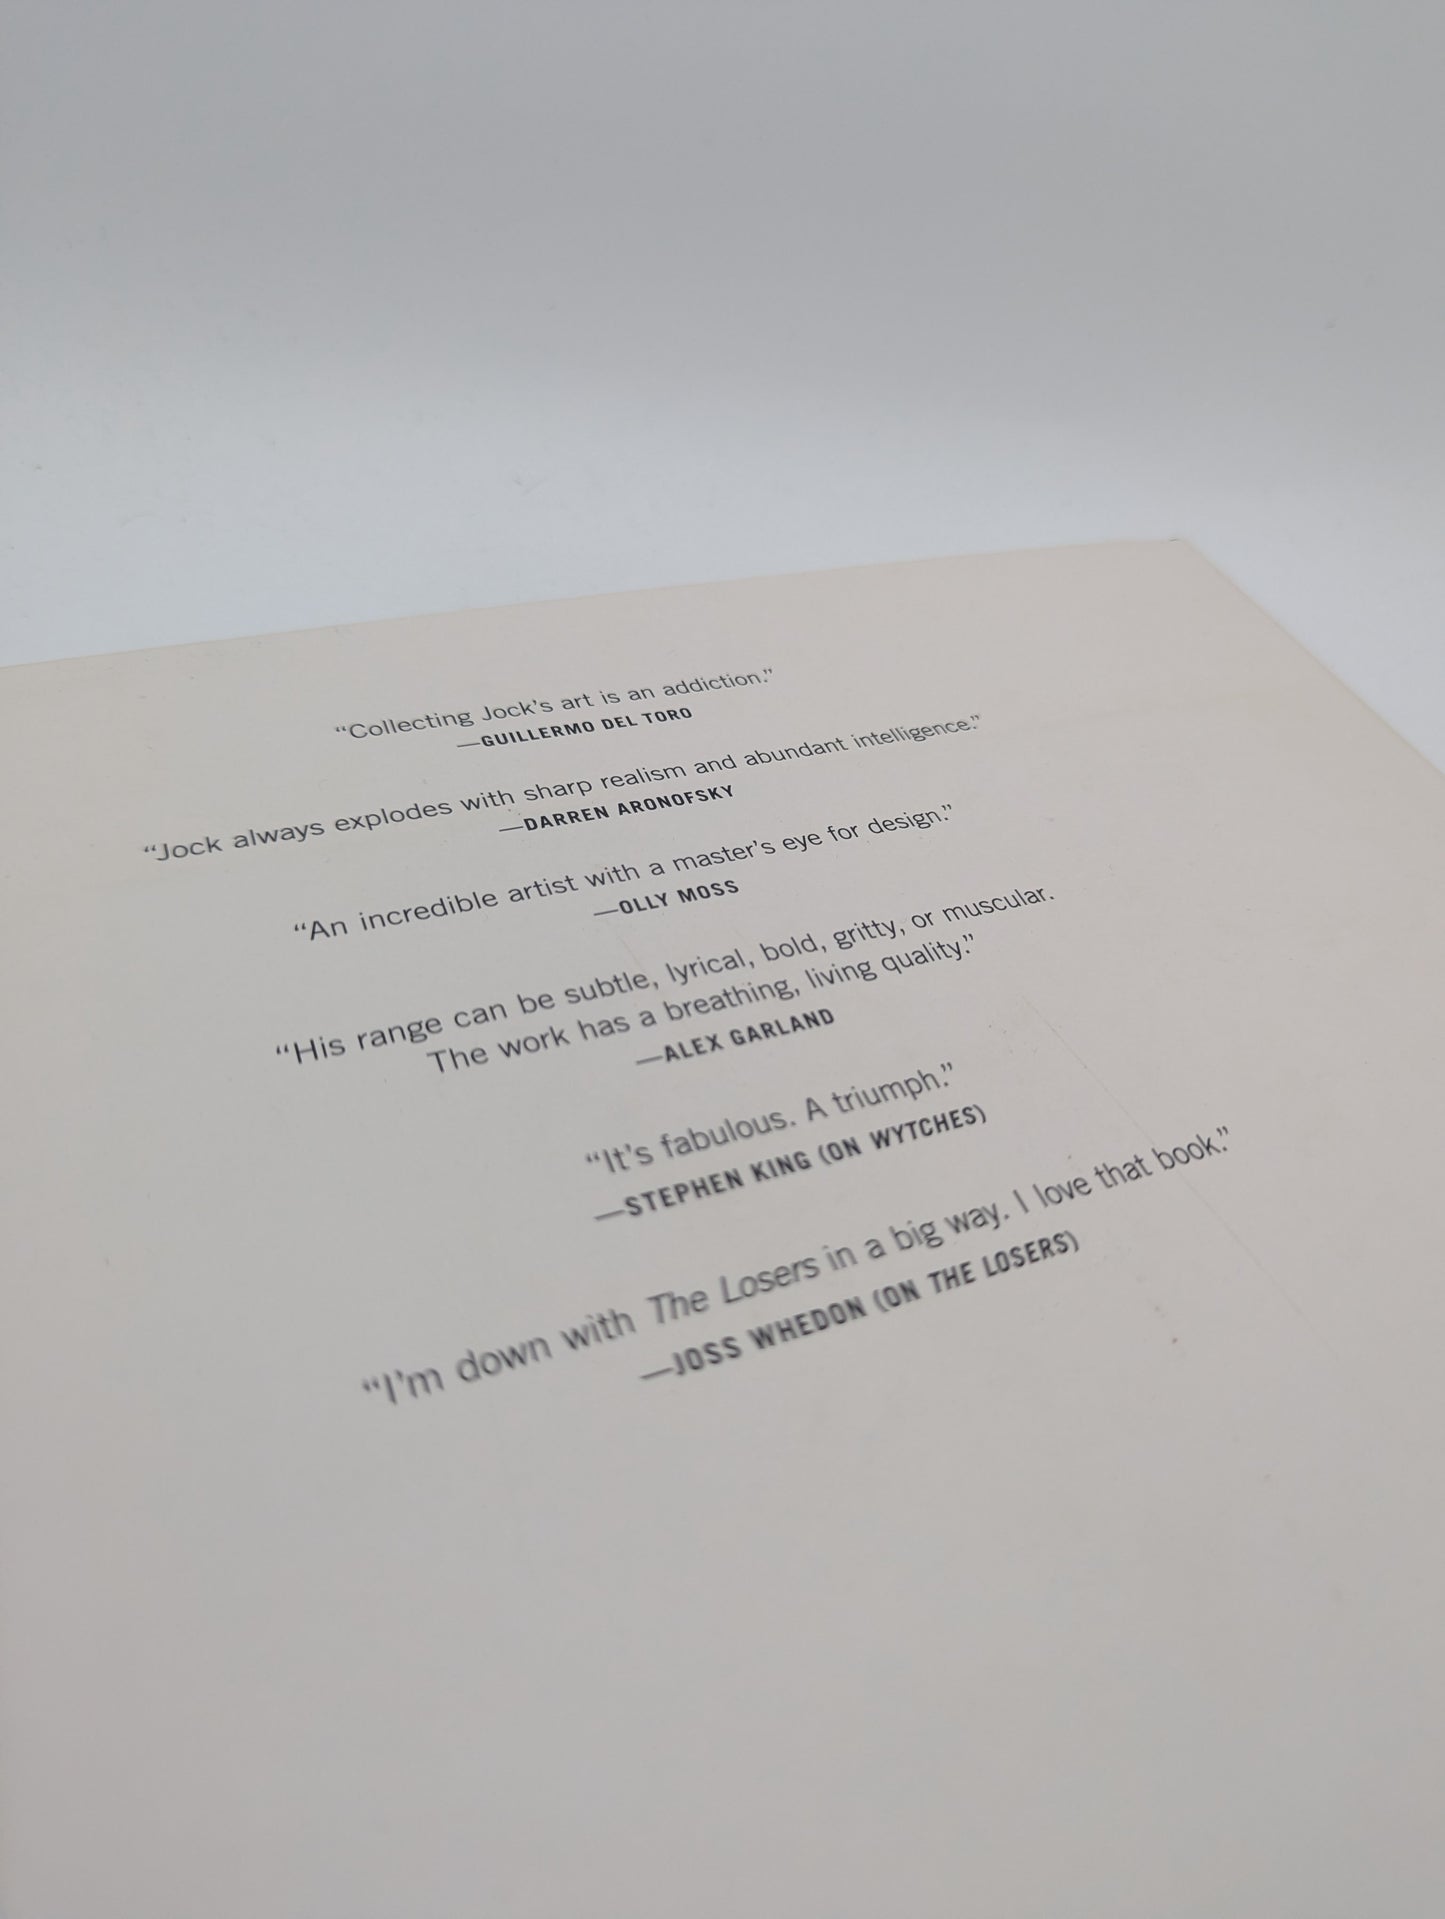 “Collecting Jock’s art is an addiction.”
—GUILLERMO DEL TORO
“Jock always explodes with sharp realism and abundant intelligence.”
—DARREN ARONOFSKY
“An incredible artist with a master’s eye for design.”
—OLLY MOSS
“His range can be subtle, lyrical, bold, gritty, or muscular.
The work has a breathing, living quality.”
—ALEX GARLAND
“It’s fabulous. A triumph.”
—STEPHEN KING (ON WYTCHES)
“I’m down with The Losers in a big way. I love that book.”
—JOSS WHEDON (ON THE LOSERS)